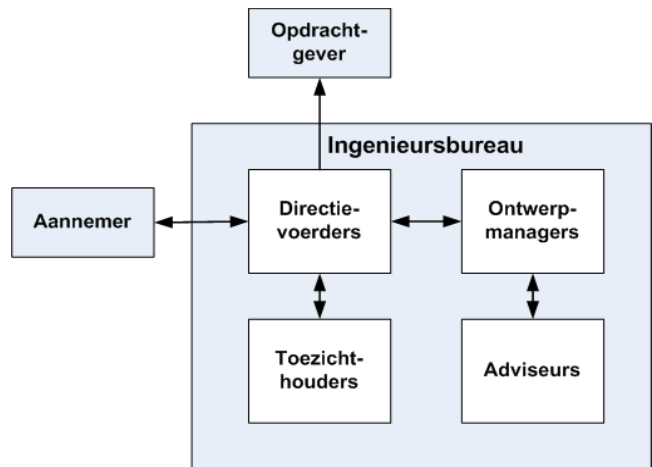 Opdracht-
gever
Ingenieursbureau
Aannemer
Directie-
voerders
Ontwerp-
managers
Toezicht-
houders
Adviseurs